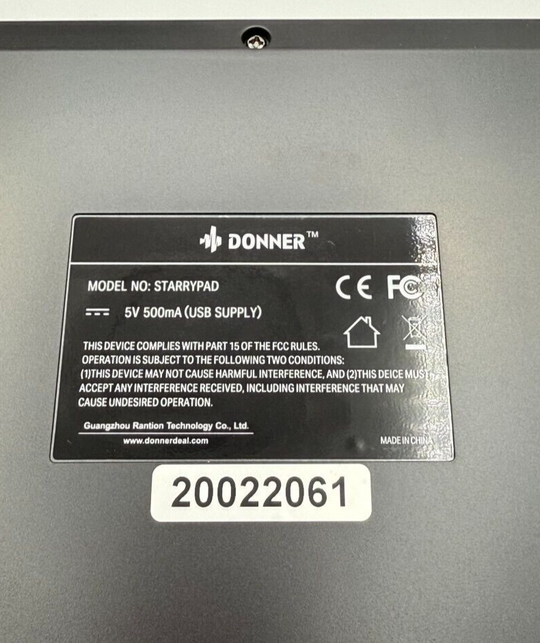 DONNER™
MODEL NO: STARRYPAD
CE FC
5V 500mA (USB SUPPLY)
THIS DEVICE COMPLIES WITH PART 15 OF THE FCC RULES.
OPERATION IS SUBJECT TO THE FOLLOWING TWO CONDITIONS:
(1)THIS DEVICE MAY NOT CAUSE HARMFUL INTERFERENCE, AND (2)THIS DEICE MUST
ACCEPT ANY INTERFERENCE RECEIVED, INCLUDING INTERFERENCE THAT MAY
CAUSE UNDESIRED OPERATION.
Guangzhou Rantion Technology Co., Ltd.
www.donnerdeal.com
MADE IN CHINA
20022061